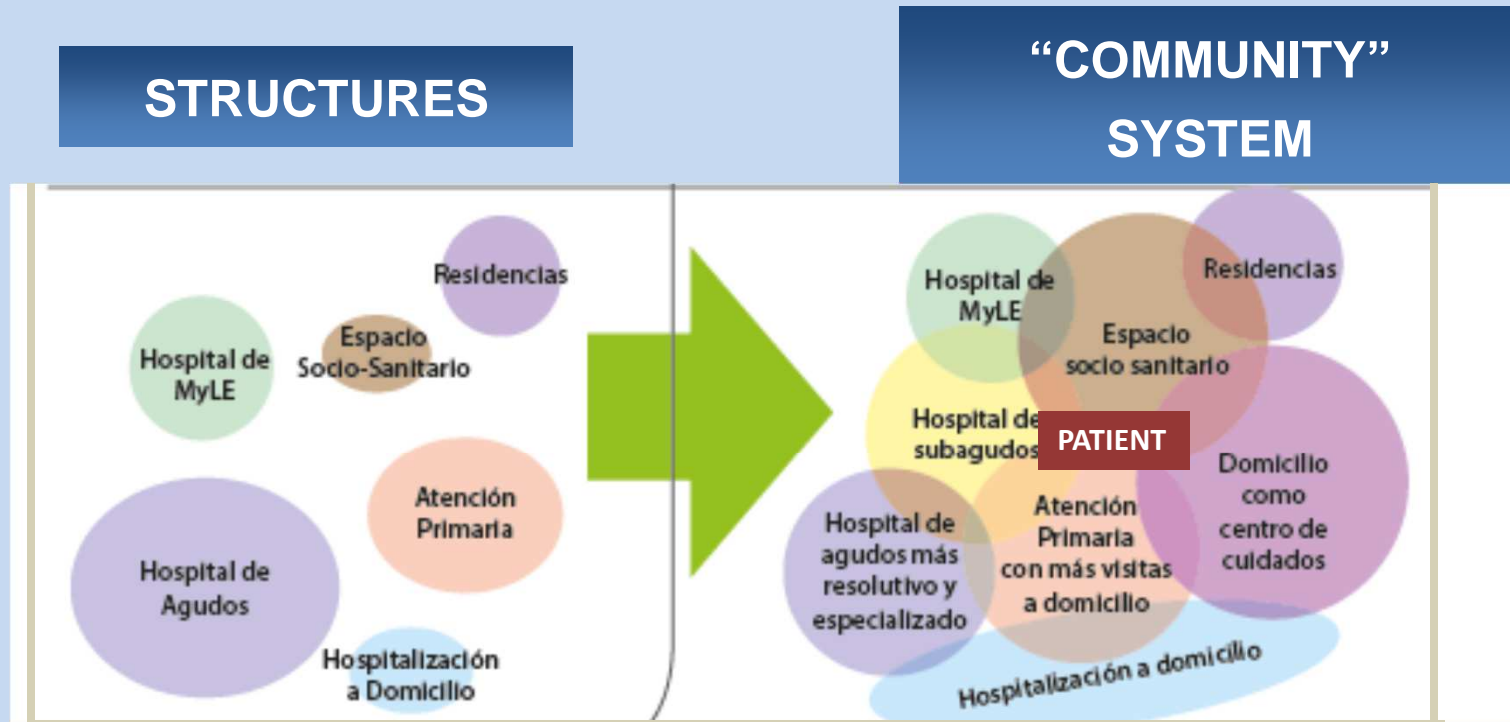 STRUCTURES
“COMMUNITY”
SYSTEM
Residencias
Espacio
Socio-Sanitario
Hospital de
MyLE
Atención
Primaria
Hospital de
Agudos
Hospitalización
a Domicilio
Hospital de
MyLE
Residencias
Espacio
socio sanitario
Hospital de
subagudos
PATIENT
Domicilio
como
centro de
cuidados
Hospital de
agudos más
resolutivo y
especializado
Atención
Primaria
con más visitas
a domicilio
Hospitalización a domicilio